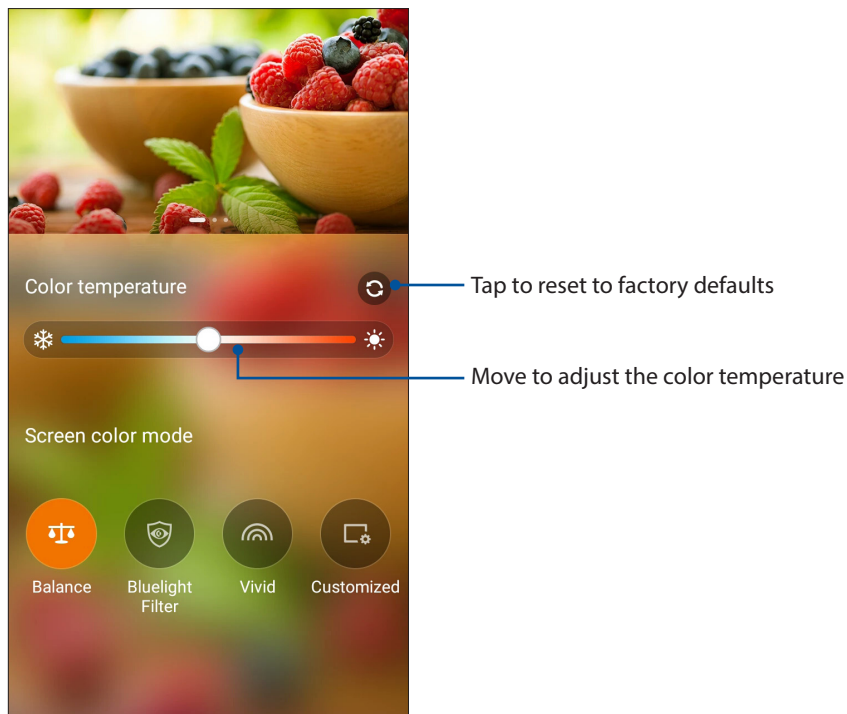 Color temperature
Tap to reset to factory defaults
Move to adjust the color temperature
Screen color mode
Balance
Bluelight
Filter
Vivid
Customized